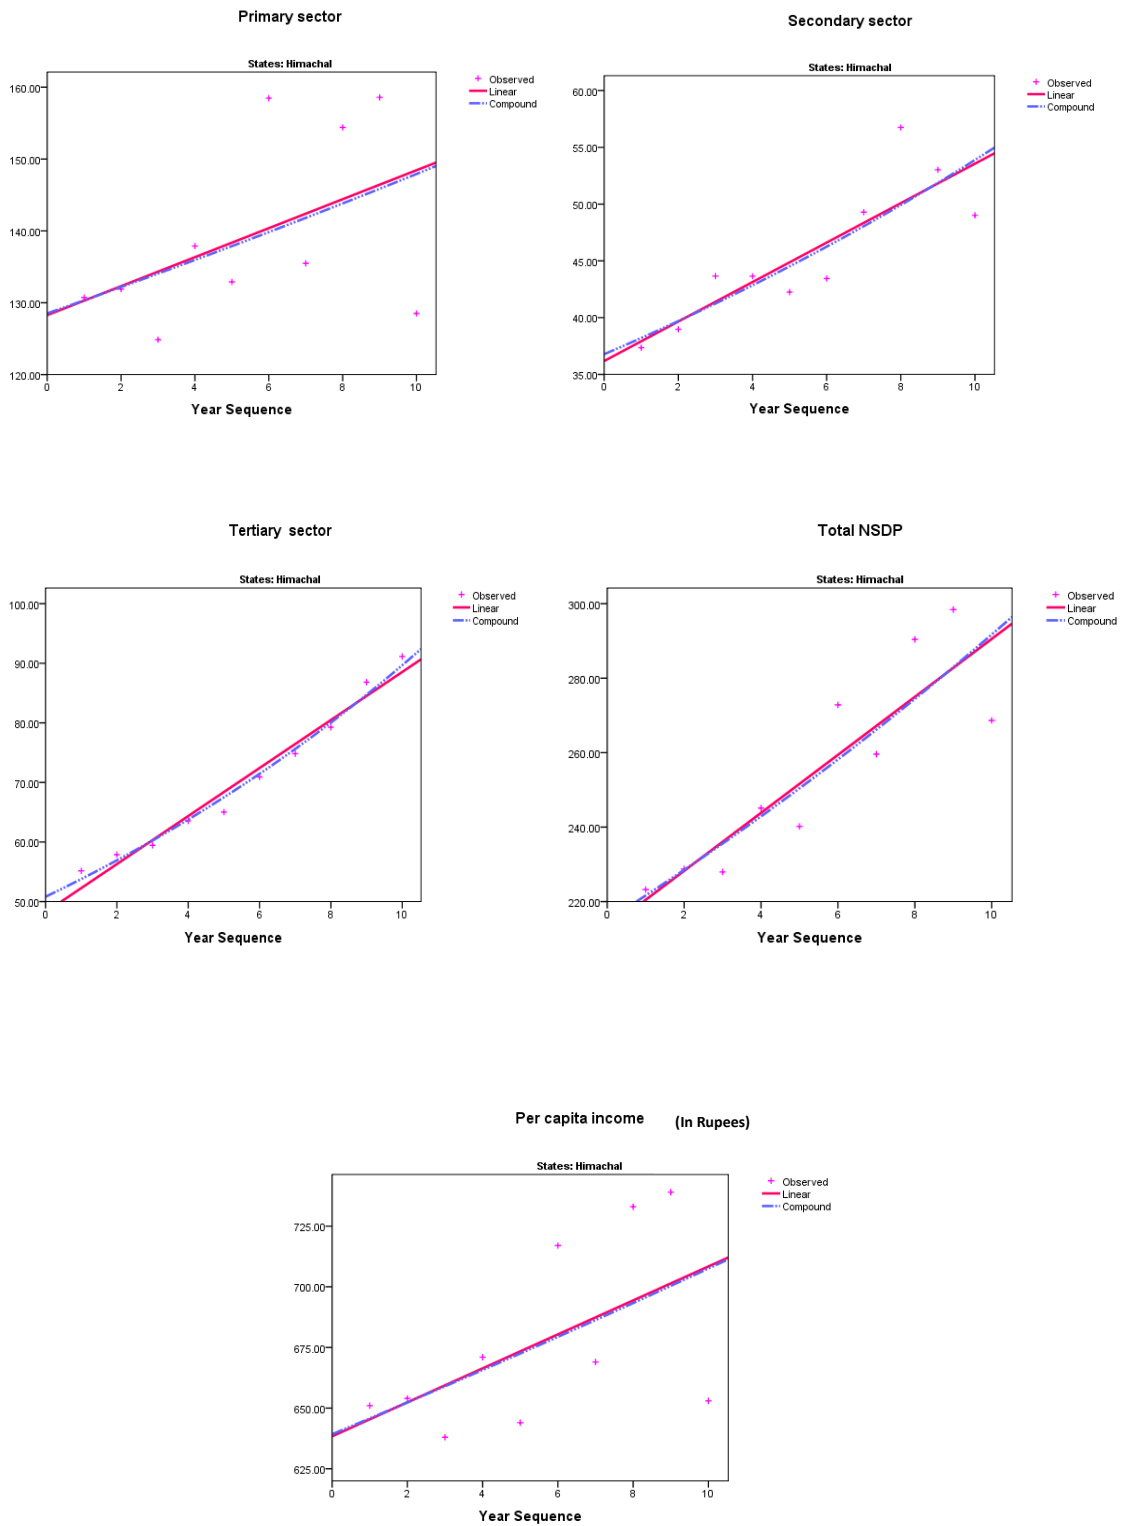 Primary sector
States: Himachal
Observed
Linear
Compound
160.00
150.00
140.00
130.00
120.00
0 2 4 6 8 10
Year Sequence
Secondary sector
States: Himachal
Observed
Linear
Compound
60.00
55.00
50.00
45.00
40.00
35.00
0 2 4 6 8 10
Year Sequence
Tertiary sector
States: Himachal
Observed
Linear
Compound
100.00
90.00
80.00
70.00
60.00
50.00
0 2 4 6 8 10
Year Sequence
Total NSDP
States: Himachal
Observed
Linear
Compound
300.00
280.00
260.00
240.00
220.00
0 2 4 6 8 10
Year Sequence
Per capita income (In Rupees)
States: Himachal
Observed
Linear
Compound
725.00
700.00
675.00
650.00
625.00
0 2 4 6 8 10
Year Sequence